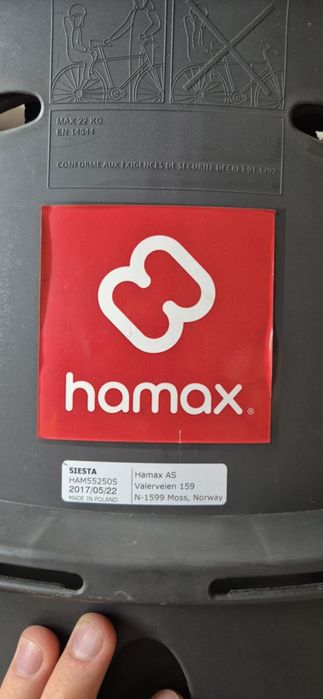 MAX 22 KG
EN 14344
CONFORME AUX EXIGENCES DE SECURITE DECRET 91.1292
hamax®
SIESTA
HAM552505
2017/05/22
MADE IN POLAND
Hamax AS
Valerveien 159
N-1599 Moss, Norway